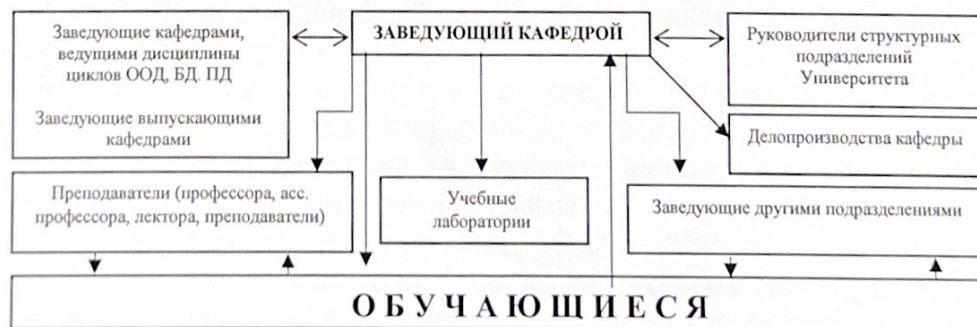 Заведующие кафедрами,
ведущими дисциплины
циклов ООД, БД. ПД
Заведующие выпускающими
кафедрами
ЗАВЕДУЮЩИЙ КАФЕДРОЙ
Руководители структурных
подразделений
Университета
Делопроизводства кафедры
Преподаватели (профессора, асс.
профессора, лектора, преподаватели)
Учебные
лаборатории
Заведующие другими подразделениями
ОБУЧАЮЩИЕСЯ